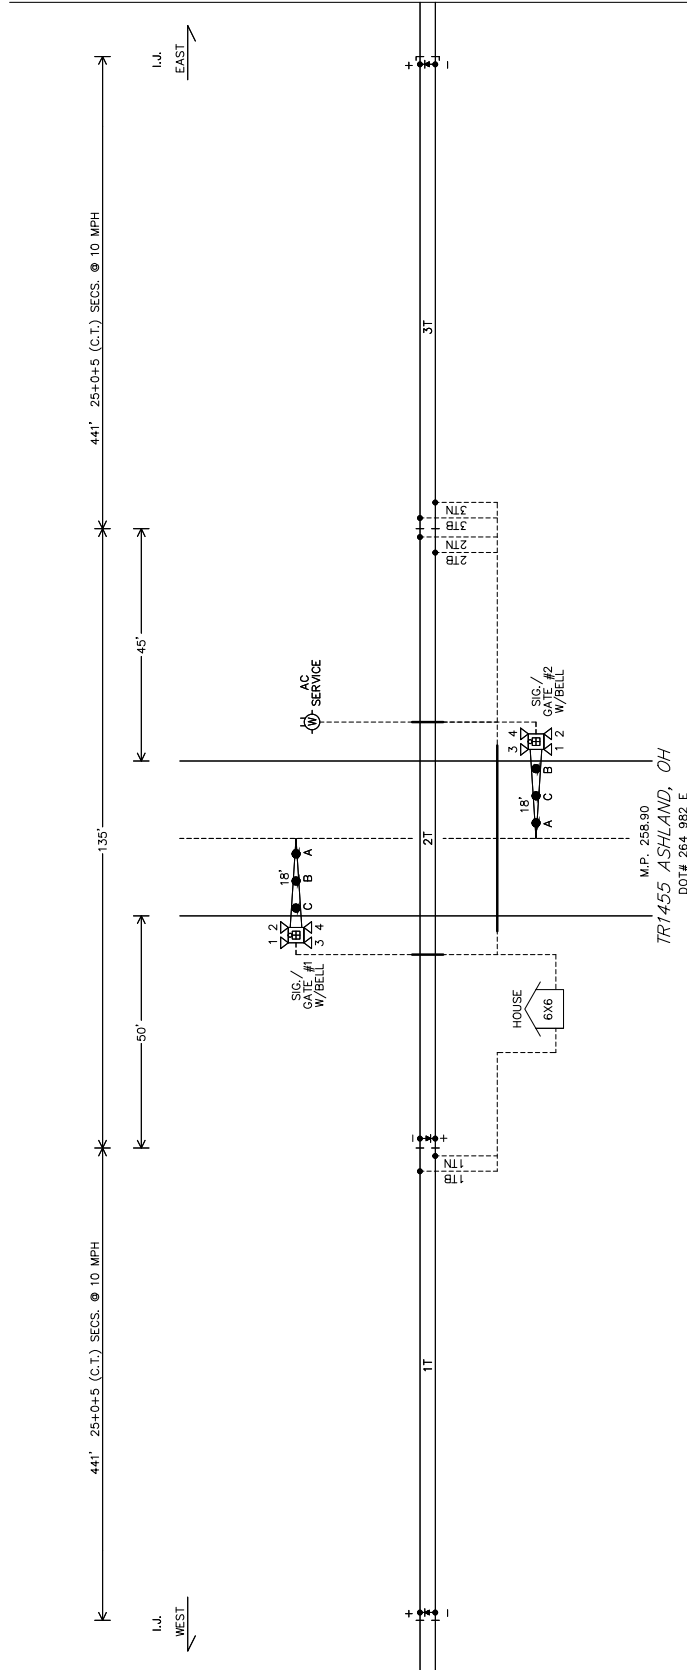 I.J.
WEST
441' 25+0+5 (C.T.) SECS. @ 10 MPH
135'
441' 25+0+5 (C.T.) SECS. @ 10 MPH
I.J.
EAST
50'
45'
SIG./
GATE #1
W/BELL
1 2
3 4
C B A
18'
W
AC
SERVICE
+
-
1T
1TB
1TN
-
+
2T
2TB
2TN
3TB
3TN
3T
+
-
HOUSE
6X6
A C B
18'
3 4
1 2
SIG./
GATE #2
W/BELL
M.P. 258.90
TR1455 ASHLAND, OH
DOT# 264 982 E